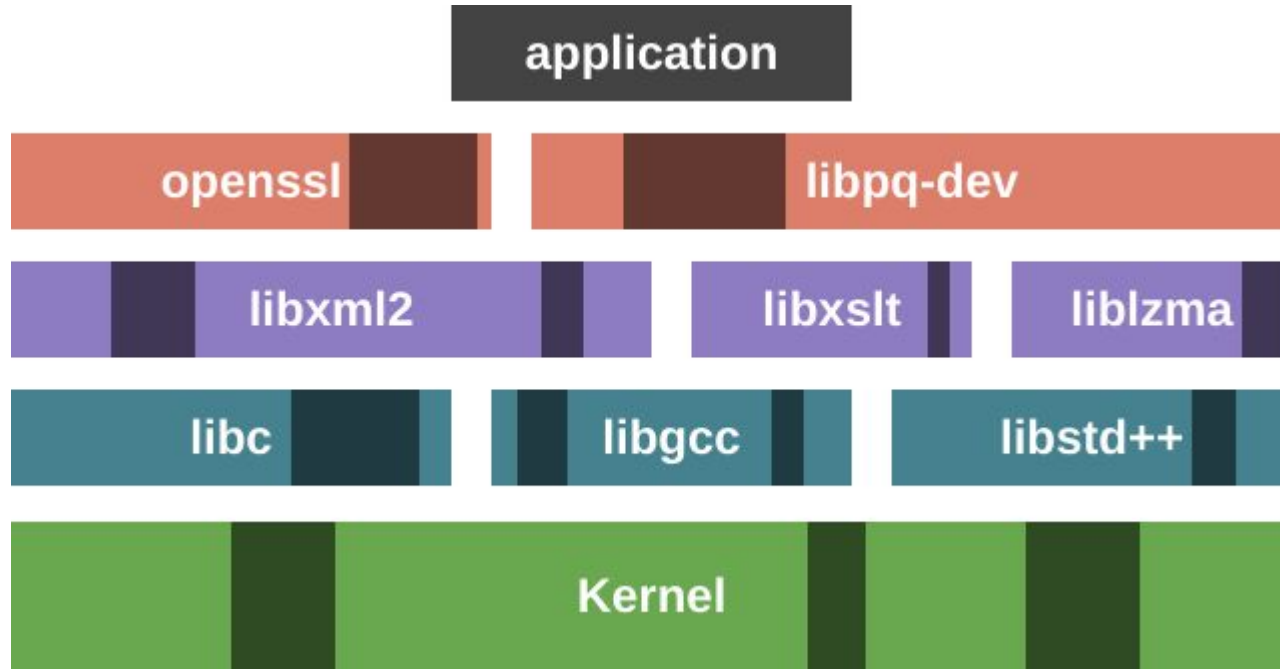 application
openssl
libpq-dev
libxml2
libxslt
liblzma
libc
libgcc
libstd++
Kernel